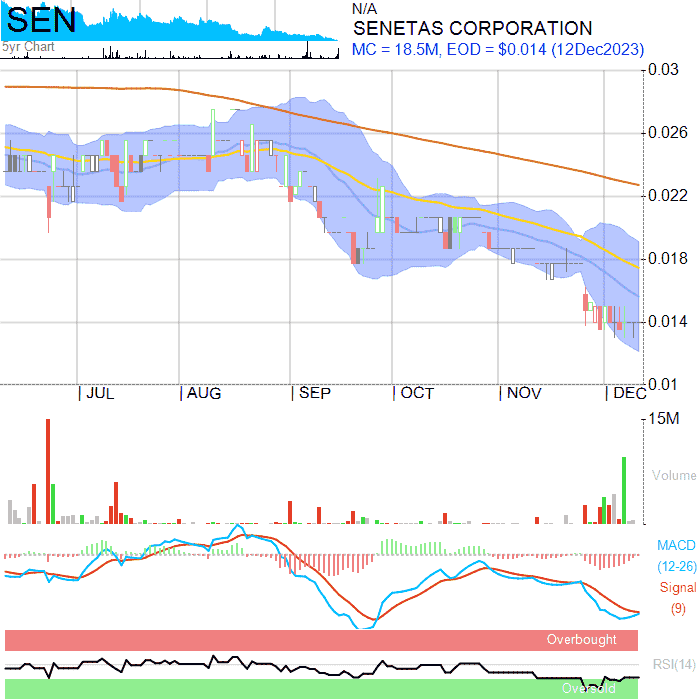 SEN
5yr Chart
N/A
SENETAS CORPORATION
MC = 18.5M, EOD = $0.014 (12Dec2023)
0.03
0.026
0.022
0.018
0.014
0.01
JUL
AUG
SEP
OCT
NOV
DEC
15M
Volume
MACD
(12-26)
Signal
(9)
Overbought
RSI(14)
Oversold